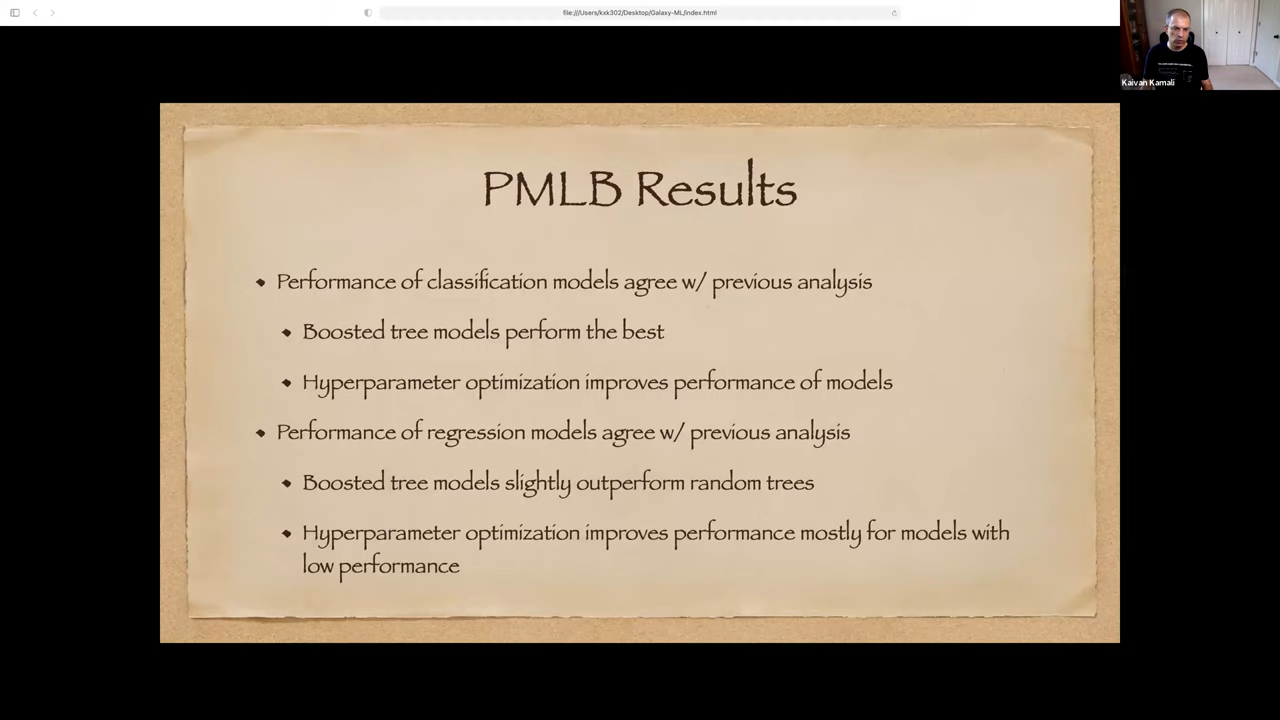 file:///Users/kxk302/Desktop/Galaxy-ML/index.html
Kaivan Kamali
PMLB Results
Performance of classification models agree w/ previous analysis
Boosted tree models perform the best
Hyperparameter optimization improves performance of models
Performance of regression models agree w/ previous analysis
Boosted tree models slightly outperform random trees
Hyperparameter optimization improves performance mostly for models with
low performance